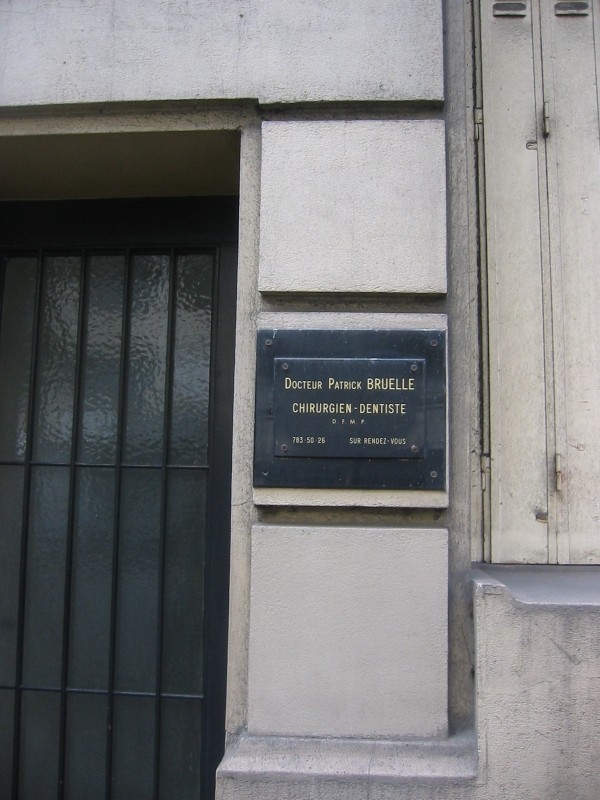 Docteur Patrick BRUELLE
CHIRURGIEN-DENTISTE
D.F.M.P.
783·50·26 SUR RENDEZ-VOUS